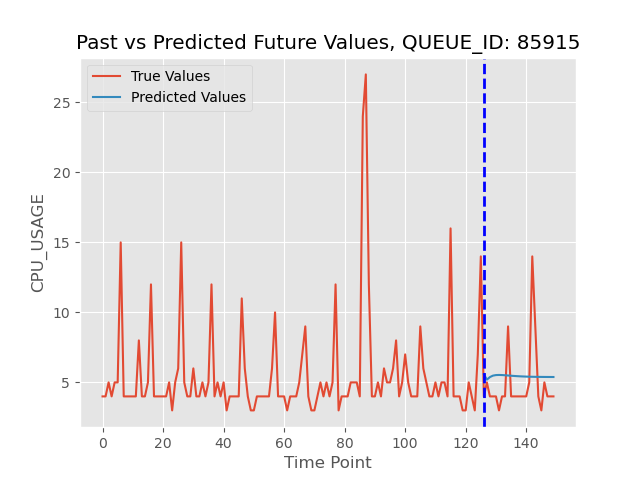 Past vs Predicted Future Values, QUEUE_ID: 85915
True Values
Predicted Values
CPU_USAGE
25
20
15
10
5
0 20 40 60 80 100 120 140
Time Point